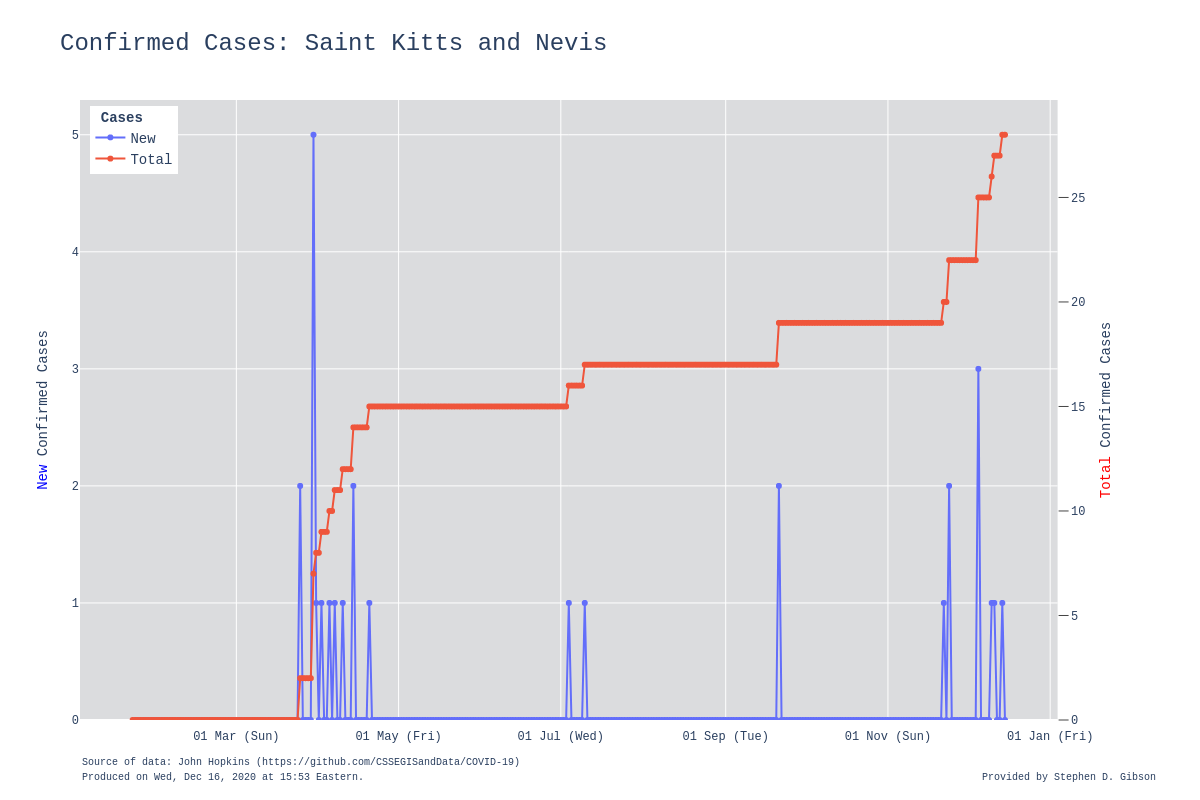 Confirmed Cases: Saint Kitts and Nevis
Cases
New
Total
5
4
3
2
1
0
New Confirmed Cases
25
20
15
10
5
0
Total Confirmed Cases
01 Mar (Sun)
01 May (Fri)
01 Jul (Wed)
01 Sep (Tue)
01 Nov (Sun)
01 Jan (Fri)
Source of data: John Hopkins (https://github.com/CSSEGISandData/COVID-19)
Produced on Wed, Dec 16, 2020 at 15:53 Eastern.
Provided by Stephen D. Gibson